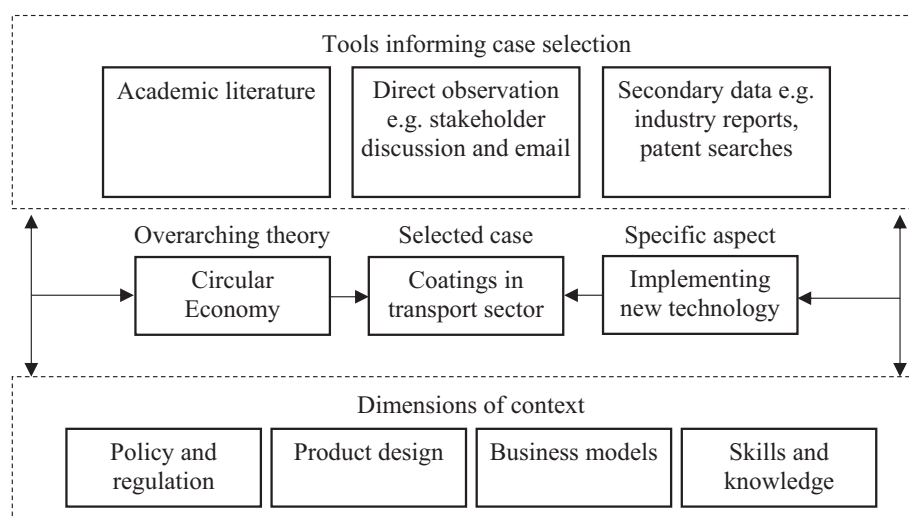 Tools informing case selection
Academic literature
Direct observation
e.g. stakeholder
discussion and email
Secondary data e.g.
industry reports,
patent searches
Overarching theory
Circular
Economy
Selected case
Coatings in
transport sector
Specific aspect
Implementing
new technology
Dimensions of context
Policy and
regulation
Product design
Business models
Skills and
knowledge